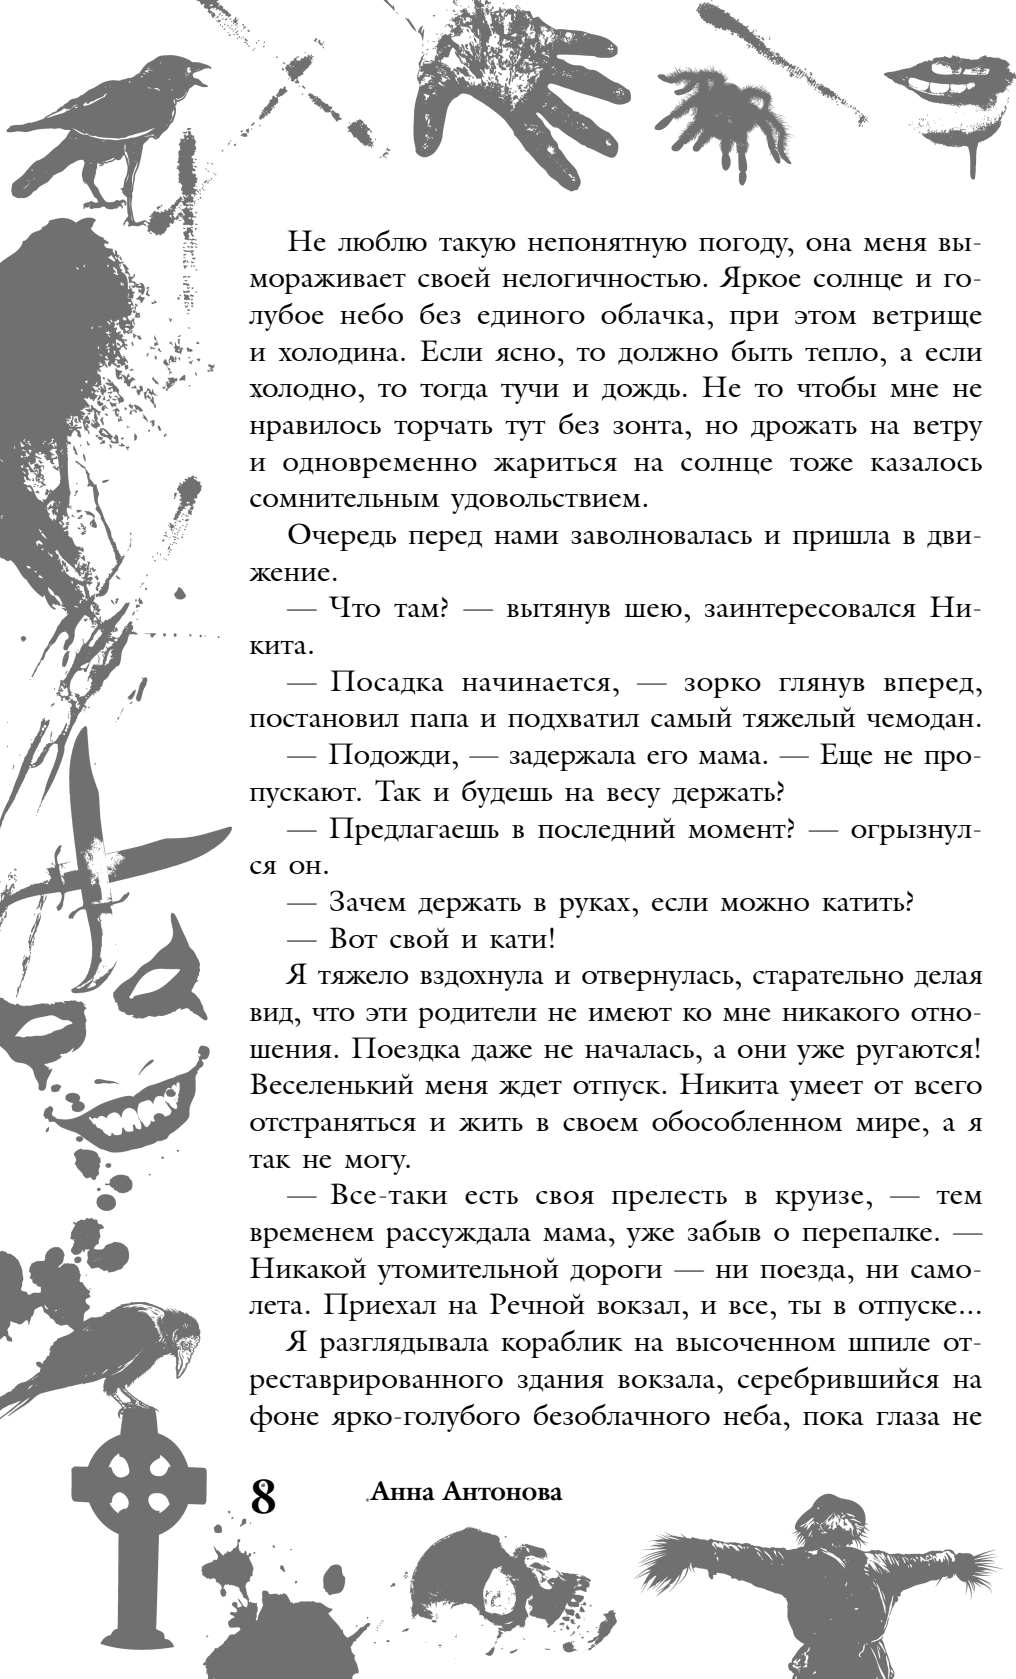 Не люблю такую непонятную погоду, она меня вы-
мораживает своей нелогичностью. Яркое солнце и го-
лубое небо без единого облачка, при этом ветрище
и холодина. Если ясно, то должно быть тепло, а если
холодно, то тогда тучи и дождь. Не то чтобы мне не
нравилось торчать тут без зонта, но дрожать на ветру
и одновременно жариться на солнце тоже казалось
сомнительным удовольствием.
Очередь перед нами заволновалась и пришла в дви-
жение.
— Что там? — вытянув шею, заинтересовался Ни-
кита.
— Посадка начинается, — зорко глянув вперед,
постановил папа и подхватил самый тяжелый чемодан.
— Подожди, — задержала его мама. — Еще не про-
пускают. Так и будешь на весу держать?
— Предлагаешь в последний момент? — огрызнул-
ся он.
— Зачем держать в руках, если можно катить?
— Вот свой и кати!
Я тяжело вздохнула и отвернулась, старательно делая
вид, что эти родители не имеют ко мне никакого отно-
шения. Поездка даже не началась, а они уже ругаются!
Веселенький меня ждет отпуск. Никита умеет от всего
отстраняться и жить в своем обособленном мире, а я
так не могу.
— Все-таки есть своя прелесть в круизе, — тем
временем рассуждала мама, уже забыв о перепалке. —
Никакой утомительной дороги — ни поезда, ни само-
лета. Приехал на Речной вокзал, и все, ты в отпуске...
Я разглядывала кораблик на высоченном шпиле от-
реставрированного здания вокзала, серебрившийся на
фоне ярко-голубого безоблачного неба, пока глаза не
8 Анна Антонова